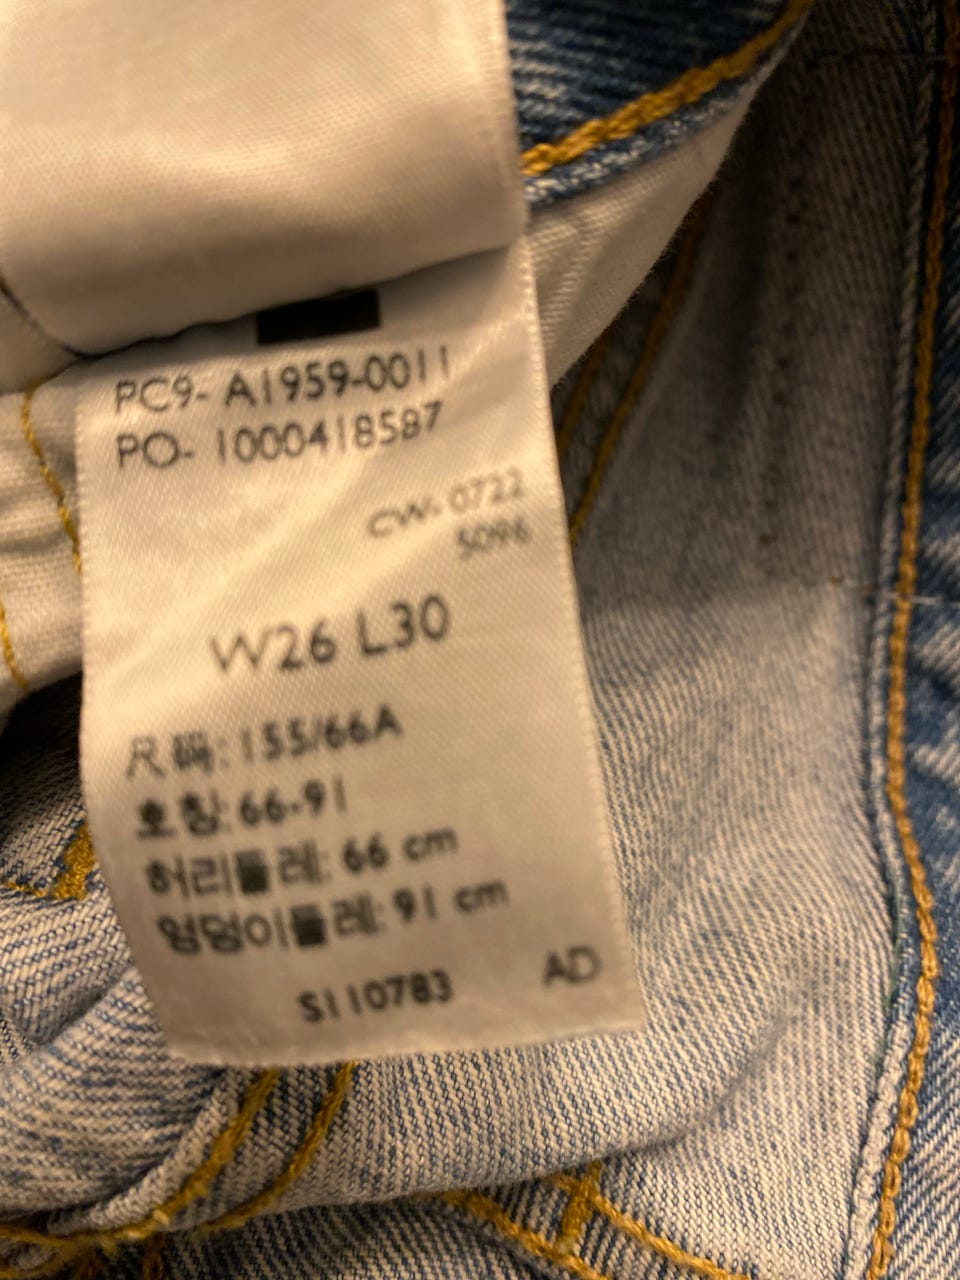 PC9- A1959-0011
PO- 1000418587
CW- 0722
5096
W26 L30
尺码: 155/66A
호칭: 66-91
허리둘레: 66 cm
엉덩이둘레: 91 cm
S110783 AD